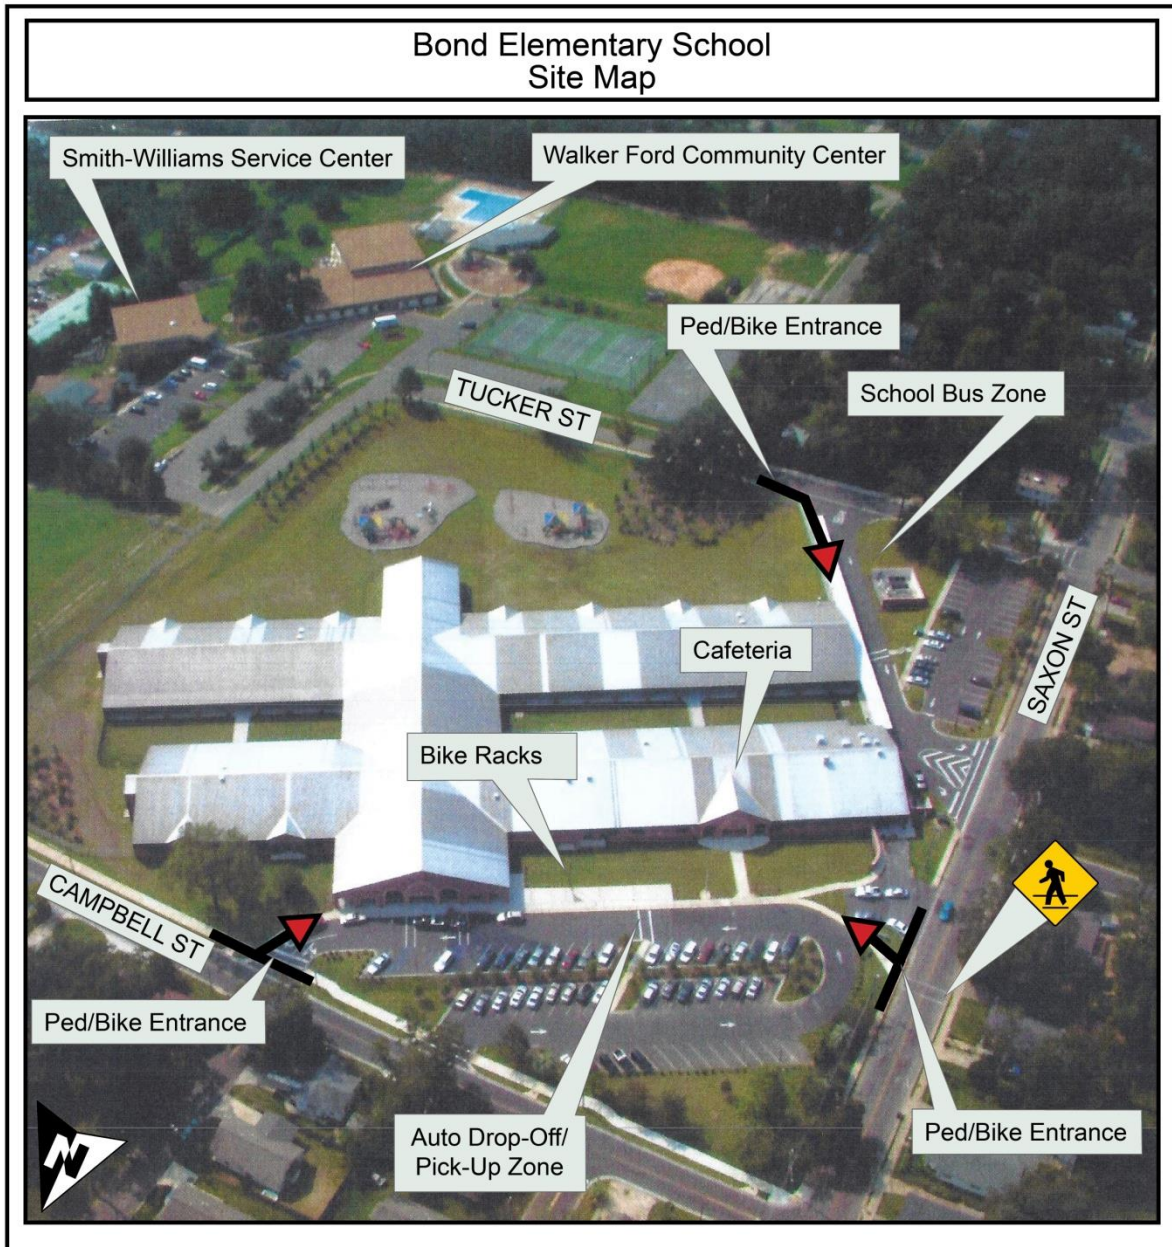 Bond Elementary School
Site Map
Smith-Williams Service Center
Walker Ford Community Center
Ped/Bike Entrance
School Bus Zone
TUCKER ST
SAXON ST
Cafeteria
Bike Racks
CAMPBELL ST
Ped/Bike Entrance
Auto Drop-Off/
Pick-Up Zone
Ped/Bike Entrance
N